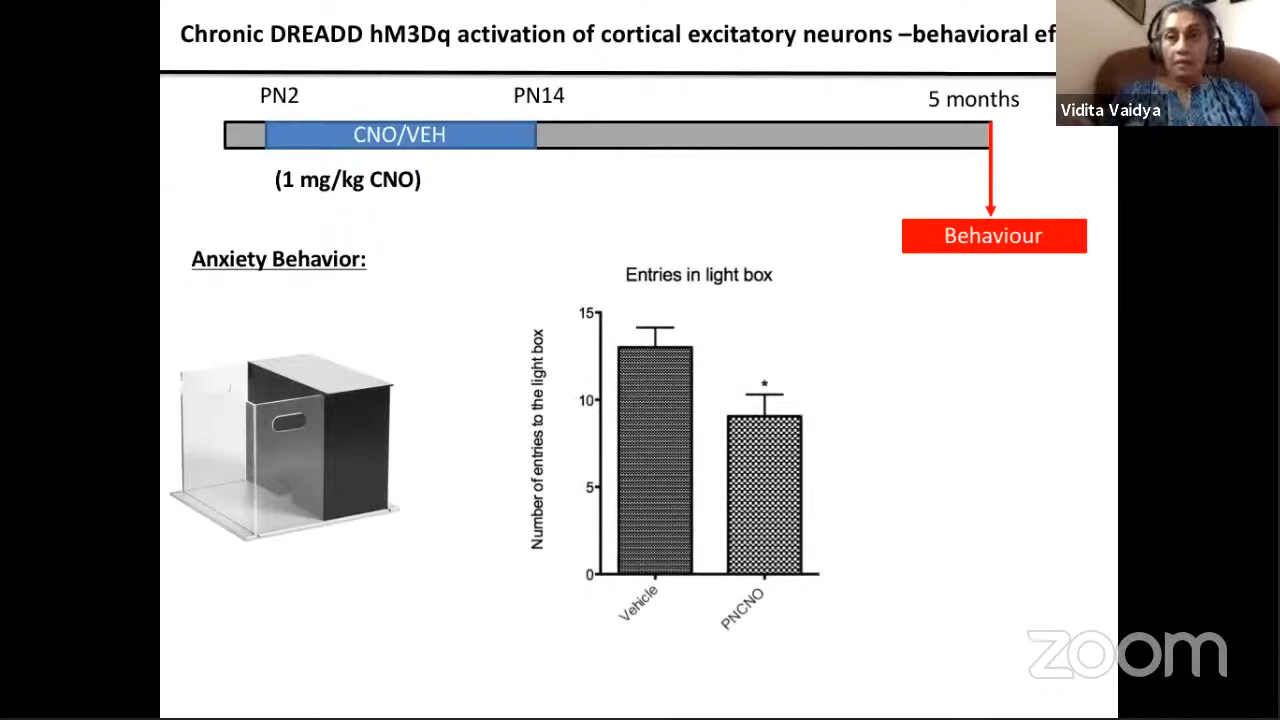 Chronic DREADD hM3Dq activation of cortical excitatory neurons –behavioral ef
Vidita Vaidya
PN2
PN14
5 months
CNO/VEH
(1 mg/kg CNO)
Behaviour
Anxiety Behavior:
Entries in light box
Number of entries to the light box
15
10
*
5
0
Vehicle
PNCNO
zoom